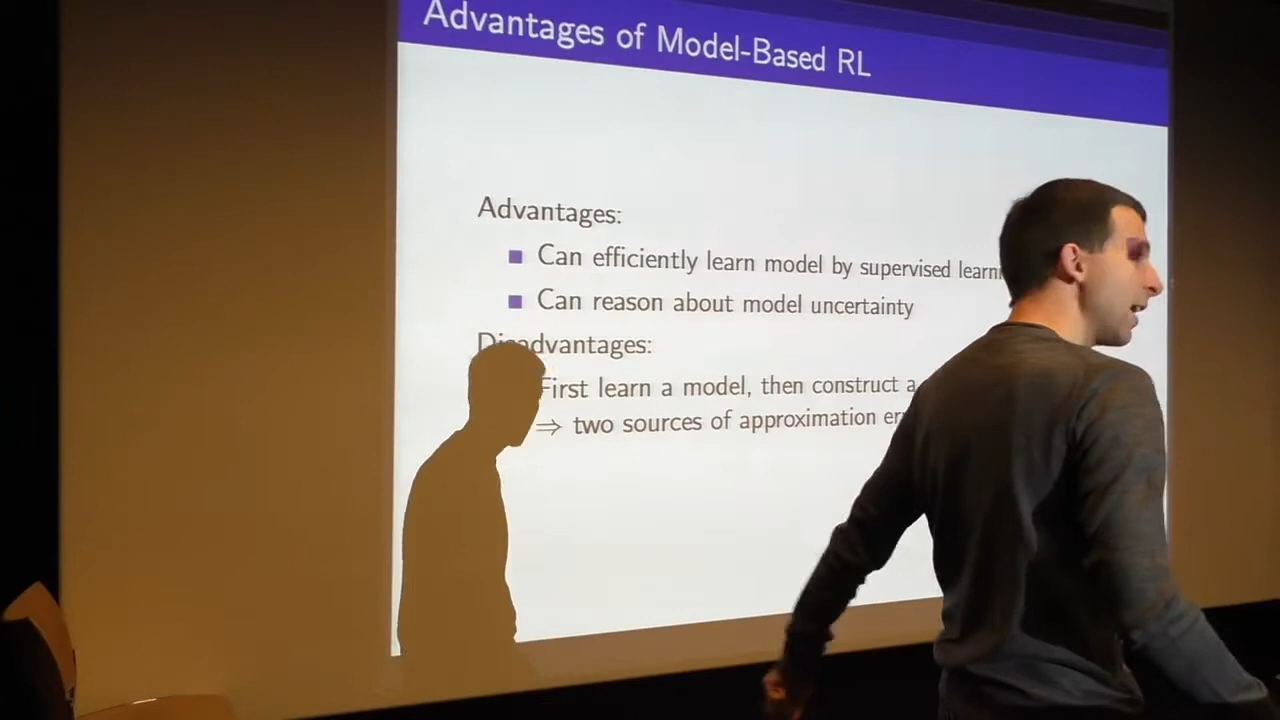 Advantages of Model-Based RL
Advantages:
Can efficiently learn model by supervised
Can reason about model uncertainty
Disadvantages:
First learn a model, then construct a
⇒ two sources of approximation